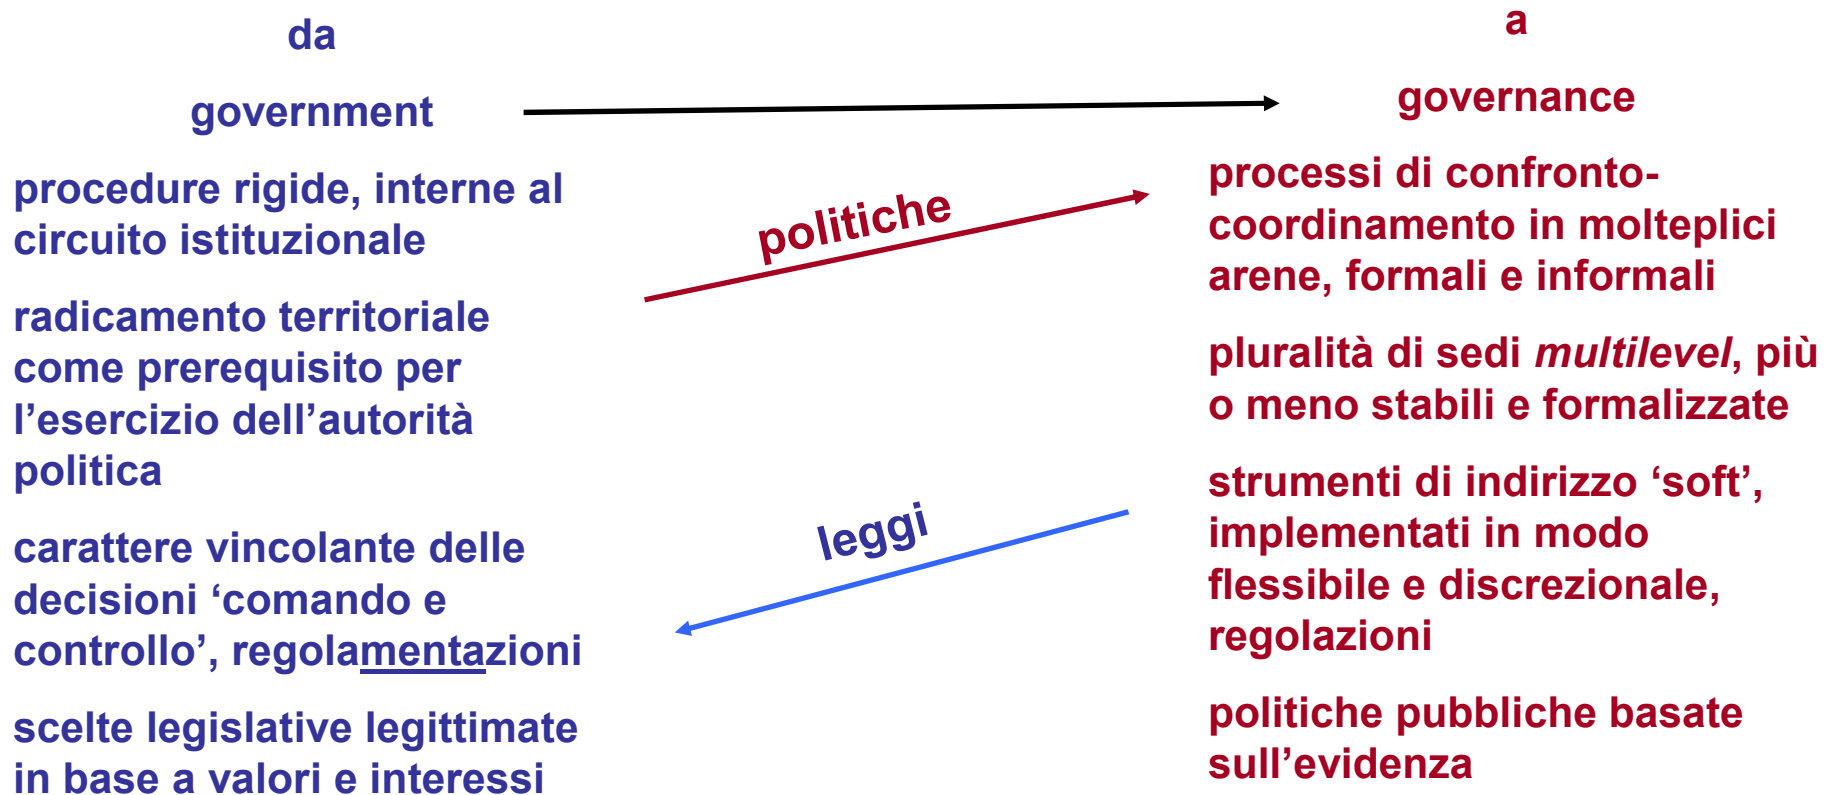 da
government
procedure rigide, interne al
circuito istituzionale
radicamento territoriale
come prerequisito per
l’esercizio dell’autorità
politica
carattere vincolante delle
decisioni ‘comando e
controllo’, regolamentazioni
scelte legislative legittimate
in base a valori e interessi
politiche
leggi
a
governance
processi di confronto-
coordinamento in molteplici
arene, formali e informali
pluralità di sedi multilevel, più
o meno stabili e formalizzate
strumenti di indirizzo ‘soft’,
implementati in modo
flessibile e discrezionale,
regolazioni
politiche pubbliche basate
sull’evidenza